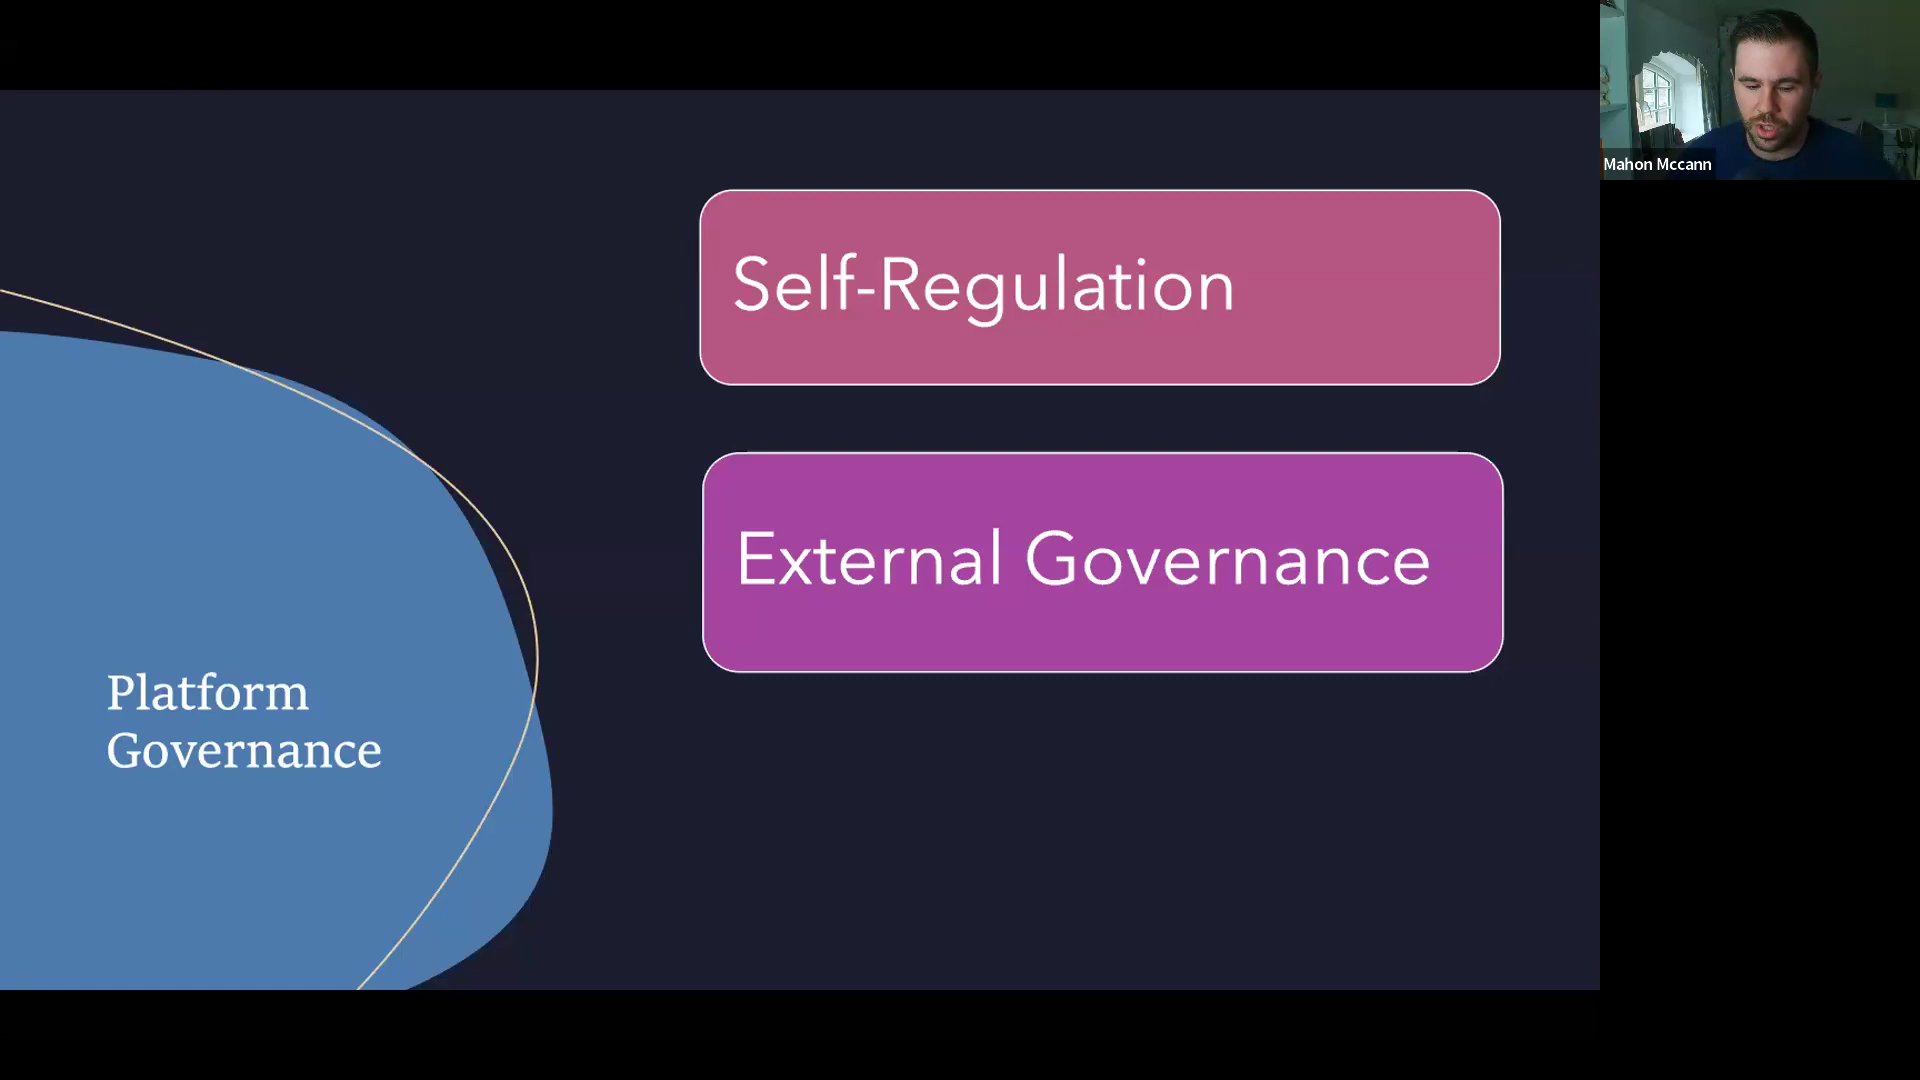 Platform
Governance
Self-Regulation
External Governance
Mahon Mccann